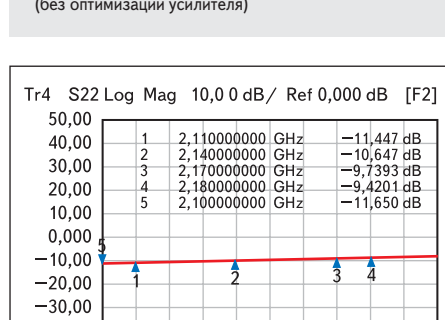 (без оптимизации усилителя)
Tr4 S22 Log Mag 10,0 0 dB/ Ref 0,000 dB [F2]
50,00
40,00
30,00
20,00
10,00
0,000
−10,00
−20,00
−30,00
1 2,110000000 GHz −11,447 dB
2 2,140000000 GHz −10,647 dB
3 2,170000000 GHz −9,7393 dB
4 2,180000000 GHz −9,4201 dB
5 2,100000000 GHz −11,650 dB
5
1 2 3 4